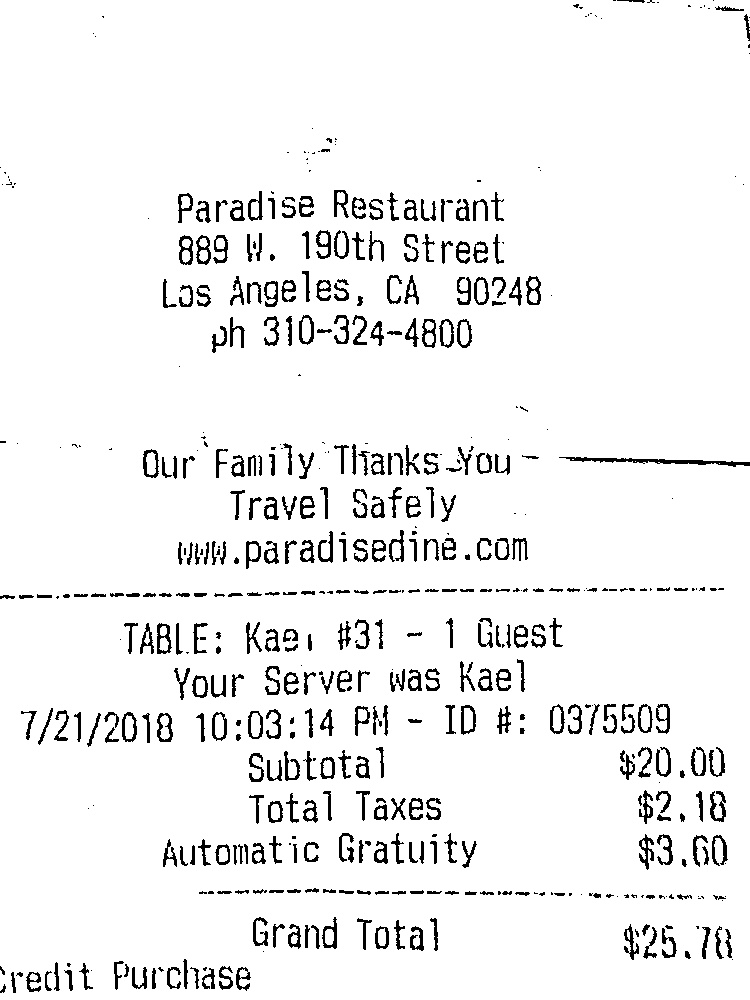 Paradise Restaurant
889 W. 190th Street
Los Angeles, CA 90248
ph 310-324-4800
Our Family Thanks You
Travel Safely
www.paradisedine.com
TABLE: Kael #31 - 1 Guest
Your Server was Kael
7/21/2018 10:03:14 PM - ID #: 0375509
Subtotal $20.00
Total Taxes $2.18
Automatic Gratuity $3.60
Grand Total $25.78
Credit Purchase